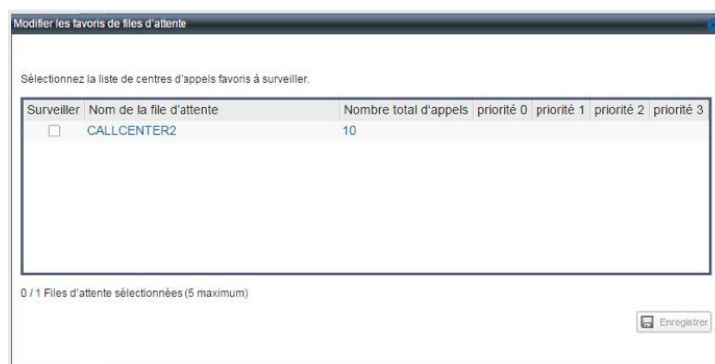 Modifier les favoris de files d'attente
Sélectionnez la liste de centres d'appels favoris à surveiller.
Surveiller Nom de la file d'attente Nombre total d'appels priorité 0 priorité 1 priorité 2 priorité 3
CALLCENTER2 10
0 / 1 Files d'attente sélectionnées (5 maximum)
Enregistrer